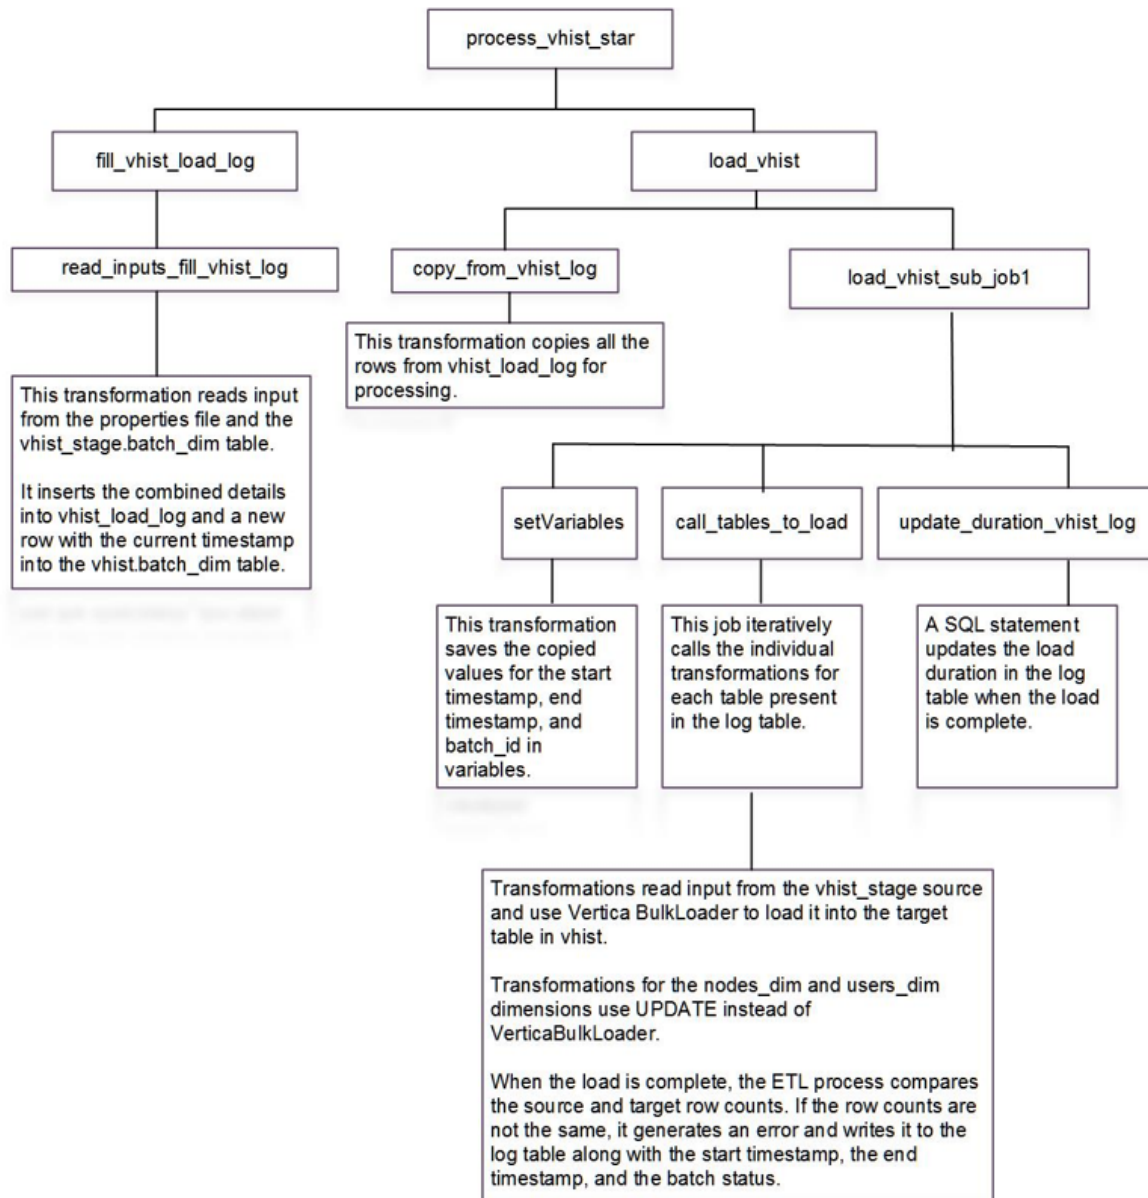 process_vhist_star
fill_vhist_load_log
load_vhist
read_inputs_fill_vhist_log
copy_from_vhist_log
load_vhist_sub_job1
This transformation copies all the
rows from vhist_load_log for
processing.
This transformation reads input
from the properties file and the
vhist_stage.batch_dim table.
It inserts the combined details
into vhist_load_log and a new
row with the current timestamp
into the vhist.batch_dim table.
setVariables
call_tables_to_load
update_duration_vhist_log
This transformation
saves the copied
values for the start
timestamp, end
timestamp, and
batch_id in
variables.
This job iteratively
calls the individual
transformations for
each table present
in the log table.
A SQL statement
updates the load
duration in the log
table when the load
is complete.
Transformations read input from the vhist_stage source
and use Vertica BulkLoader to load it into the target
table in vhist.
Transformations for the nodes_dim and users_dim
dimensions use UPDATE instead of
VerticaBulkLoader.
When the load is complete, the ETL process compares
the source and target row counts. If the row counts are
not the same, it generates an error and writes it to the
log table along with the start timestamp, the end
timestamp, and the batch status.